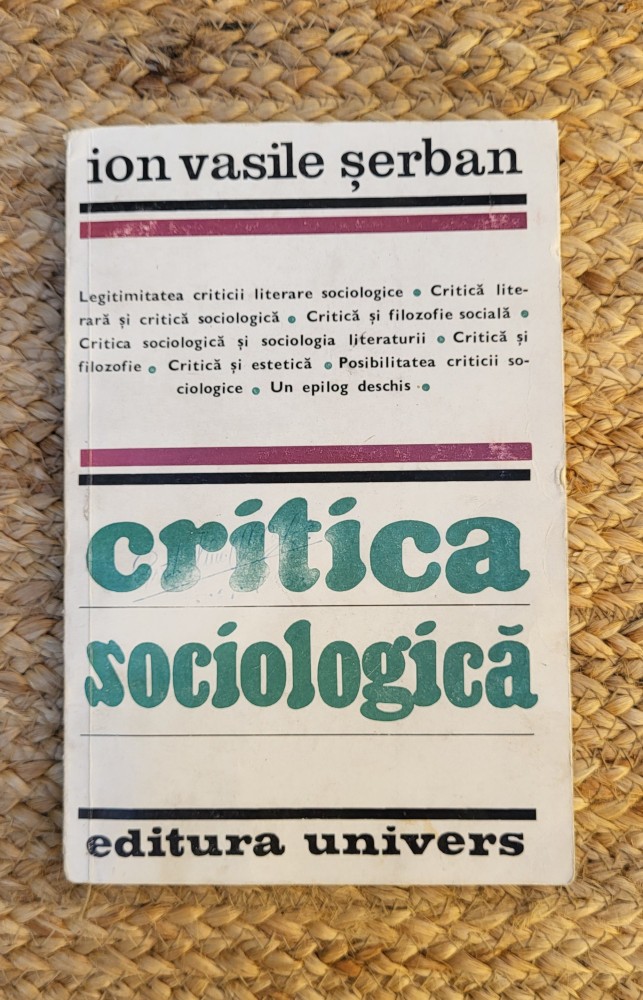 ion vasile șerban
Legitimitatea criticii literare sociologice • Critică lite-
rară și critică sociologică • Critică și filozofie socială •
Critica sociologică și sociologia literaturii • Critică și
filozofie • Critică și estetică • Posibilitatea criticii so-
ciologice • Un epilog deschis •
critica
sociologică
editura univers